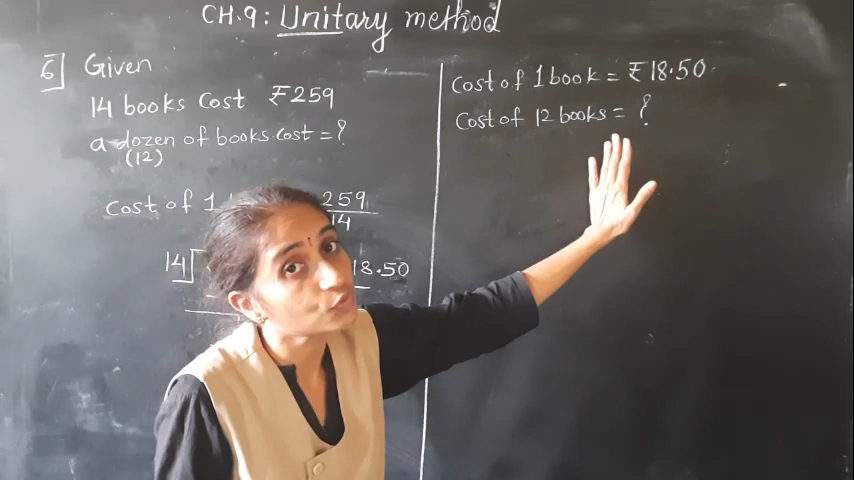 CH.9: Unitary method
6] Given
14 books Cost ₹259
a dozen of books cost = ?
(12)
Cost of 1 259
14
14 18.50
Cost of 1 book = ₹18.50
Cost of 12 books = ?